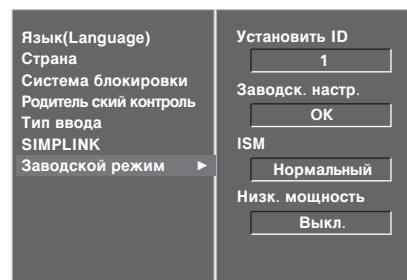 Язык(Language)
Страна
Система блокировки
Родитель ский контроль
Тип ввода
SIMPLINK
Заводской режим ►
Установить ID
1
Заводск. настр.
ОК
ISM
Нормальный
Низк. мощность
Выкл.